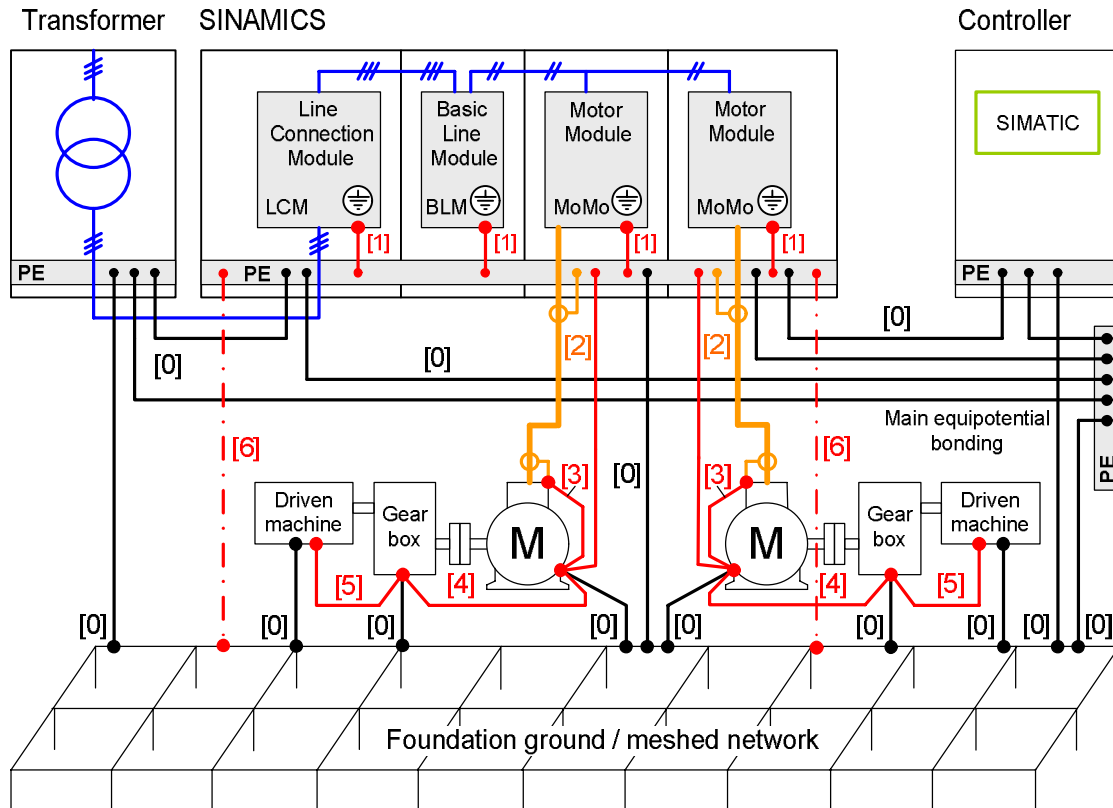 Transformer
SINAMICS
Controller
Line
Connection
Module
LCM
Basic
Line
Module
BLM
Motor
Module
MoMo
Motor
Module
MoMo
SIMATIC
[1]
[1]
[1]
[1]
PE
PE
PE
[0]
[0]
[2]
[2]
[0]
[6]
[3]
[0]
[3]
[6]
Main equipotential
bonding
PE
Driven
machine
Gear
box
M
M
Gear
box
Driven
machine
[5]
[4]
[4]
[5]
[0]
[0]
[0]
[0]
[0]
[0]
[0]
[0]
[0]
Foundation ground / meshed network